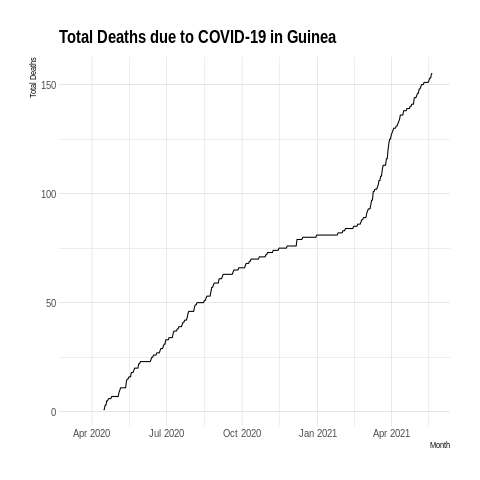 Total Deaths due to COVID-19 in Guinea
Total Deaths
150
100
50
0
Apr 2020 Jul 2020 Oct 2020 Jan 2021 Apr 2021
Month